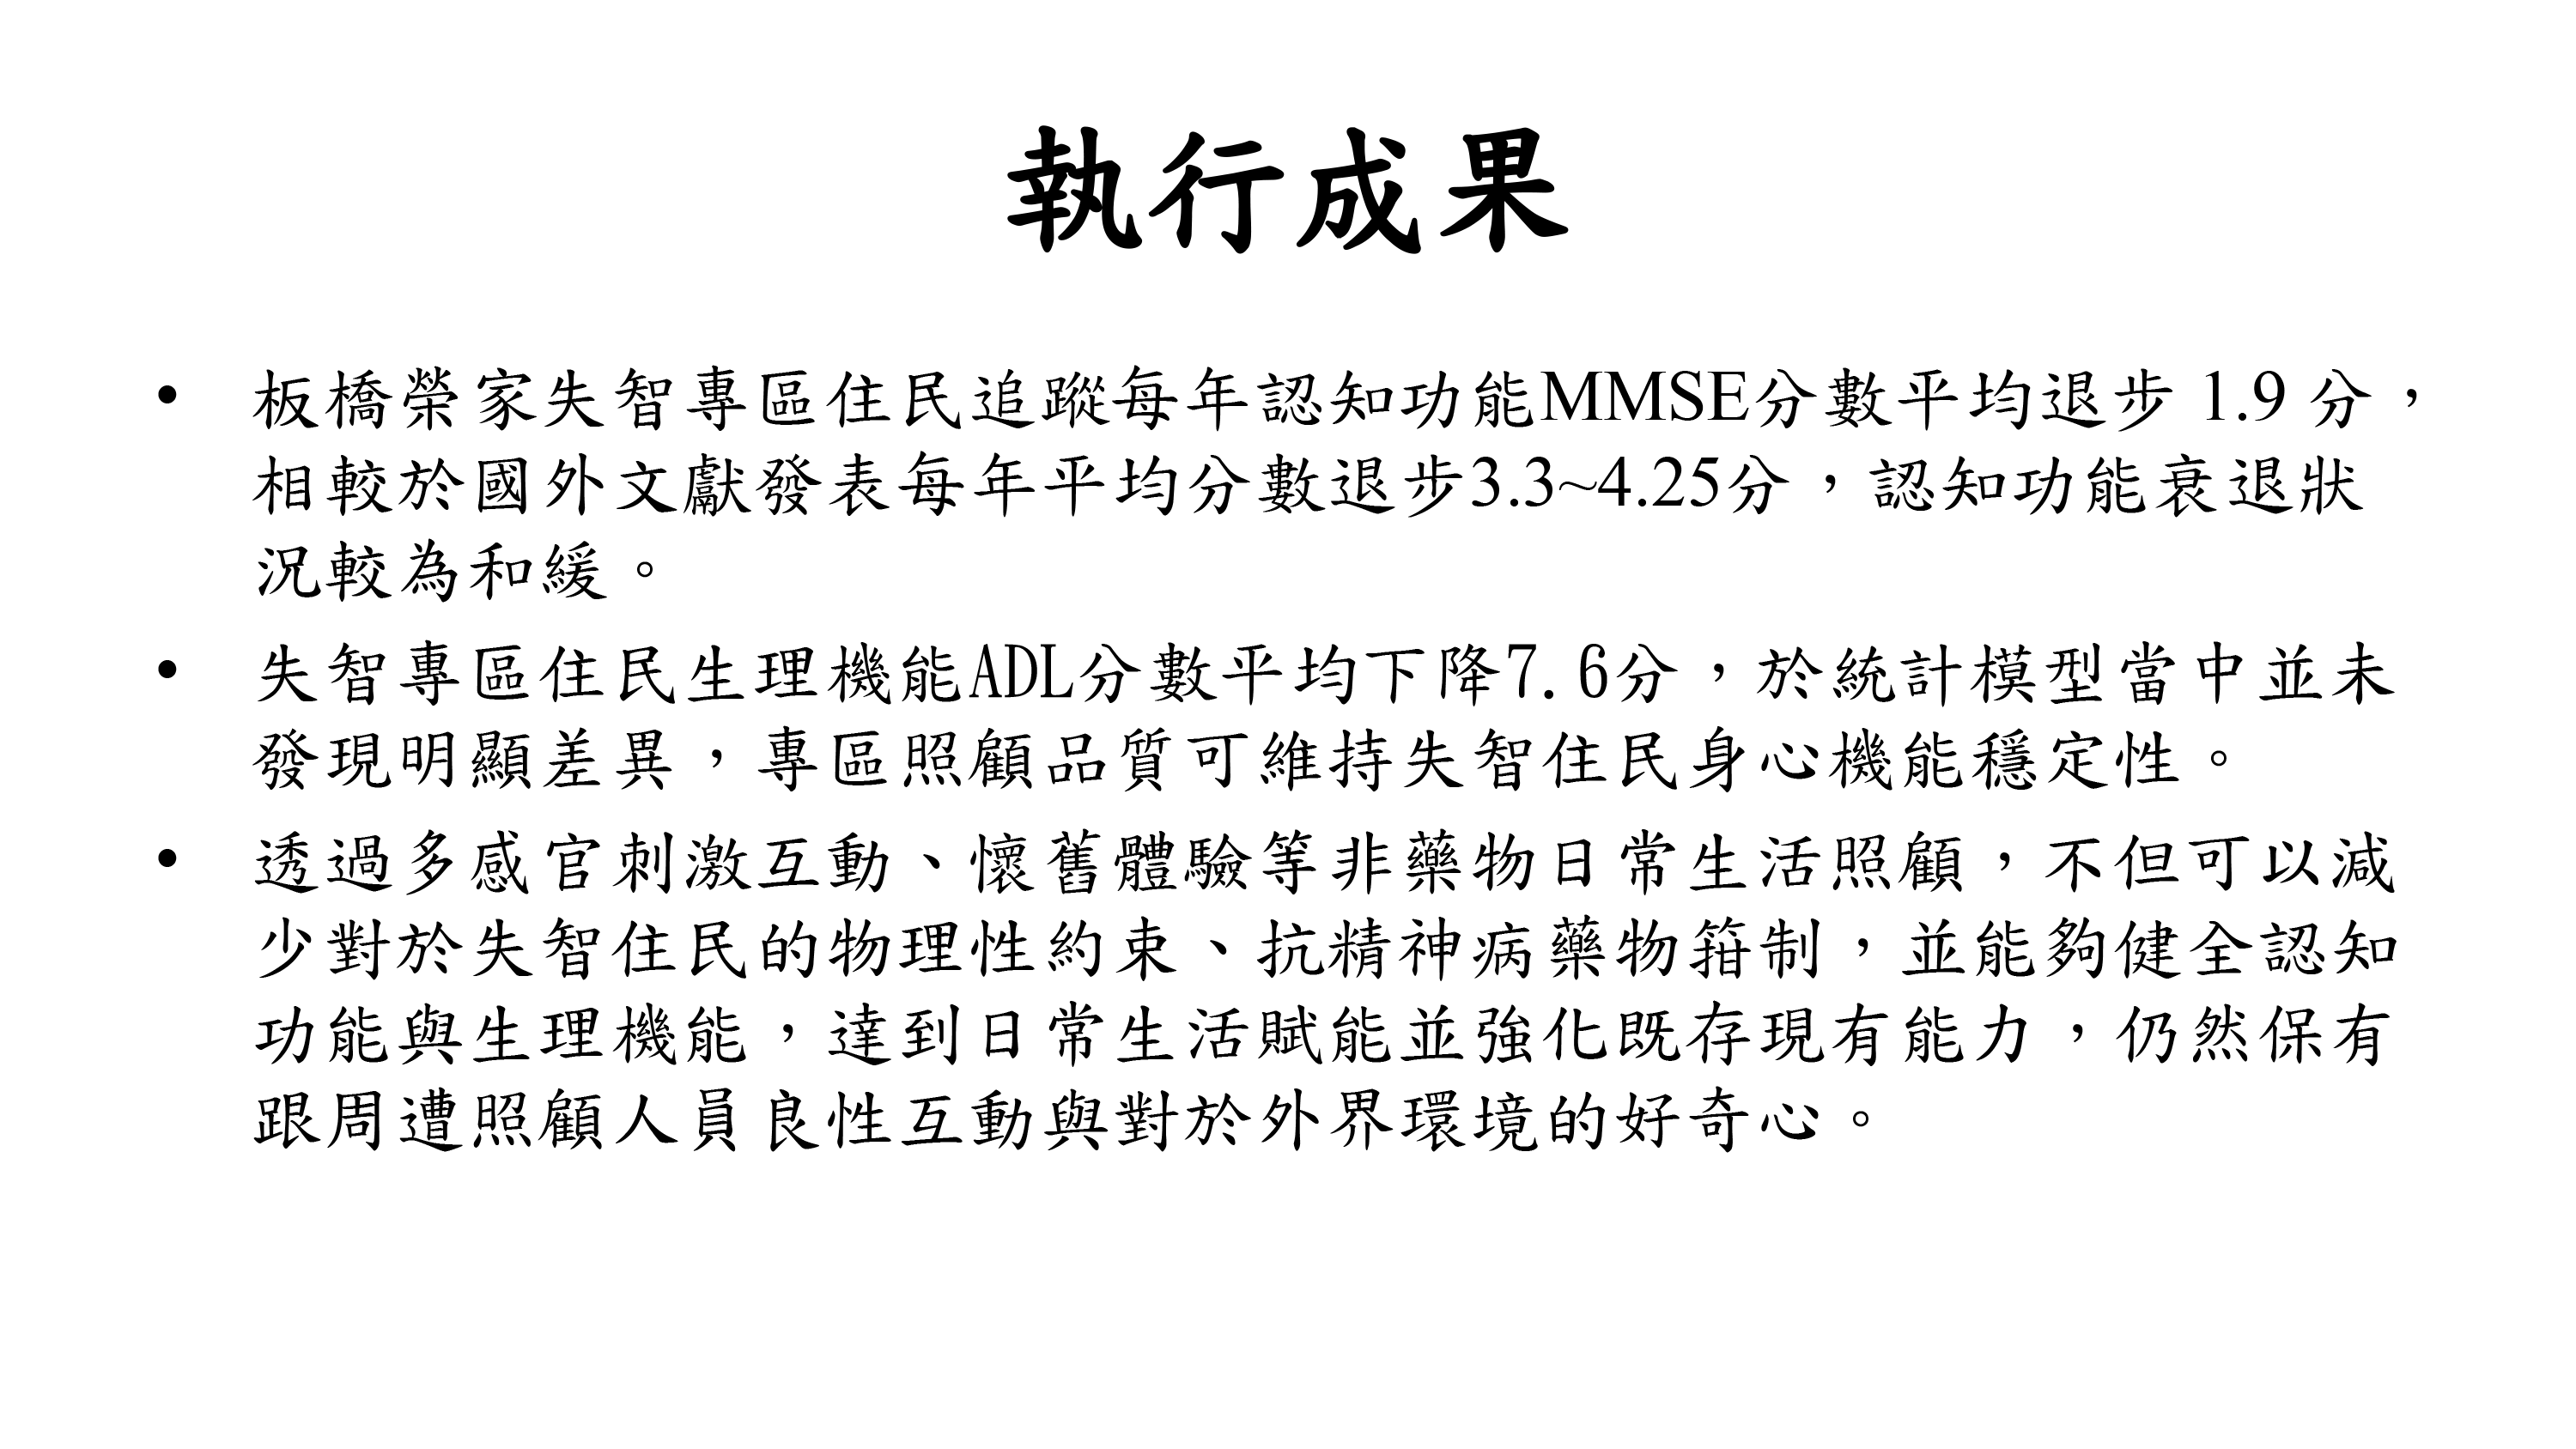 執行成果
• 板橋榮家失智專區住民追蹤每年認知功能MMSE分數平均退步 1.9 分，
相較於國外文獻發表每年平均分數退步3.3~4.25分，認知功能衰退狀
況較為和緩。
• 失智專區住民生理機能ADL分數平均下降7.6分，於統計模型當中並未
發現明顯差異，專區照顧品質可維持失智住民身心機能穩定性。
• 透過多感官刺激互動、懷舊體驗等非藥物日常生活照顧，不但可以減
少對於失智住民的物理性約束、抗精神病藥物箝制，並能夠健全認知
功能與生理機能，達到日常生活賦能並強化既存現有能力，仍然保有
跟周遭照顧人員良性互動與對於外界環境的好奇心。